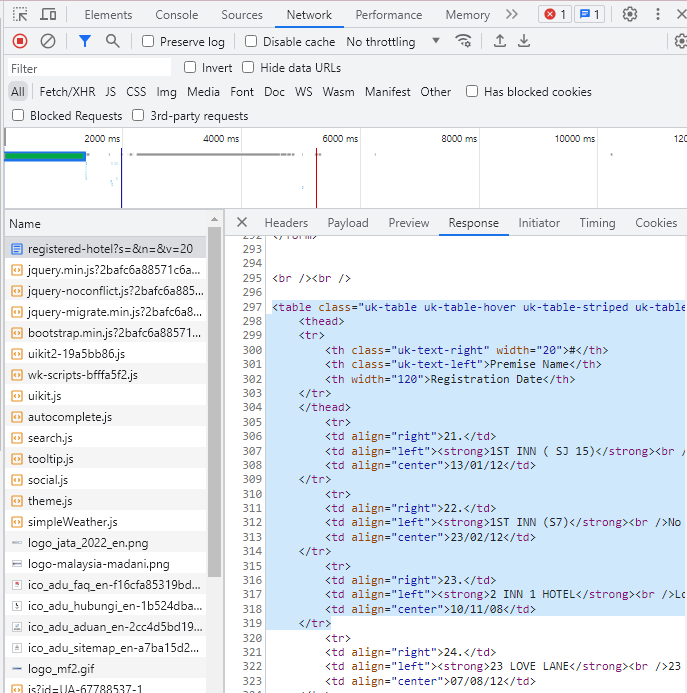 Elements Console Sources Network Performance Memory 1 1
Preserve log Disable cache No throttling
Filter Invert Hide data URLs
All Fetch/XHR JS CSS Img Media Font Doc WS Wasm Manifest Other Has blocked cookies
Blocked Requests 3rd-party requests
2000 ms 4000 ms 6000 ms 8000 ms 10000 ms
Name
registered-hotel?s=&n=&v=20
jquery.min.js?2bafc6a88571c6a...
jquery-noconflict.js?2bafc6a885...
jquery-migrate.min.js?2bafc6a8...
bootstrap.min.js?2bafc6a88571...
uikit2-19a5bb86.js
wk-scripts-bfffa5f2.js
uikit.js
autocomplete.js
search.js
tooltip.js
social.js
theme.js
simpleWeather.js
logo_jata_2022_en.png
logo-malaysia-madani.png
ico_adu_faq_en-f16cfa85319bd...
ico_adu_hubungi_en-1b524dba...
ico_adu_aduan_en-2cc4d5bd19...
ico_adu_sitemap_en-a7ba15d2...
logo_mf2.gif
js?id=UA-67788537-1
Headers Payload Preview Response Initiator Timing Cookies
292 </form>
293
294
295 <br /><br />
296
297 <table class="uk-table uk-table-hover uk-table-striped uk-table
298 <thead>
299 <tr>
300 <th class="uk-text-right" width="20">#</th>
301 <th class="uk-text-left">Premise Name</th>
302 <th width="120">Registration Date</th>
303 </tr>
304 </thead>
305 <tr>
306 <td align="right">21.</td>
307 <td align="left"><strong>1ST INN ( SJ 15)</strong><br /
308 <td align="center">13/01/12</td>
309 </tr>
310 <tr>
311 <td align="right">22.</td>
312 <td align="left"><strong>1ST INN (S7)</strong><br />No
313 <td align="center">23/02/12</td>
314 </tr>
315 <tr>
316 <td align="right">23.</td>
317 <td align="left"><strong>2 INN 1 HOTEL</strong><br />Lo
318 <td align="center">10/11/08</td>
319 </tr>
320 <tr>
321 <td align="right">24.</td>
322 <td align="left"><strong>23 LOVE LANE</strong><br />23
323 <td align="center">07/08/12</td>
324 </tr>